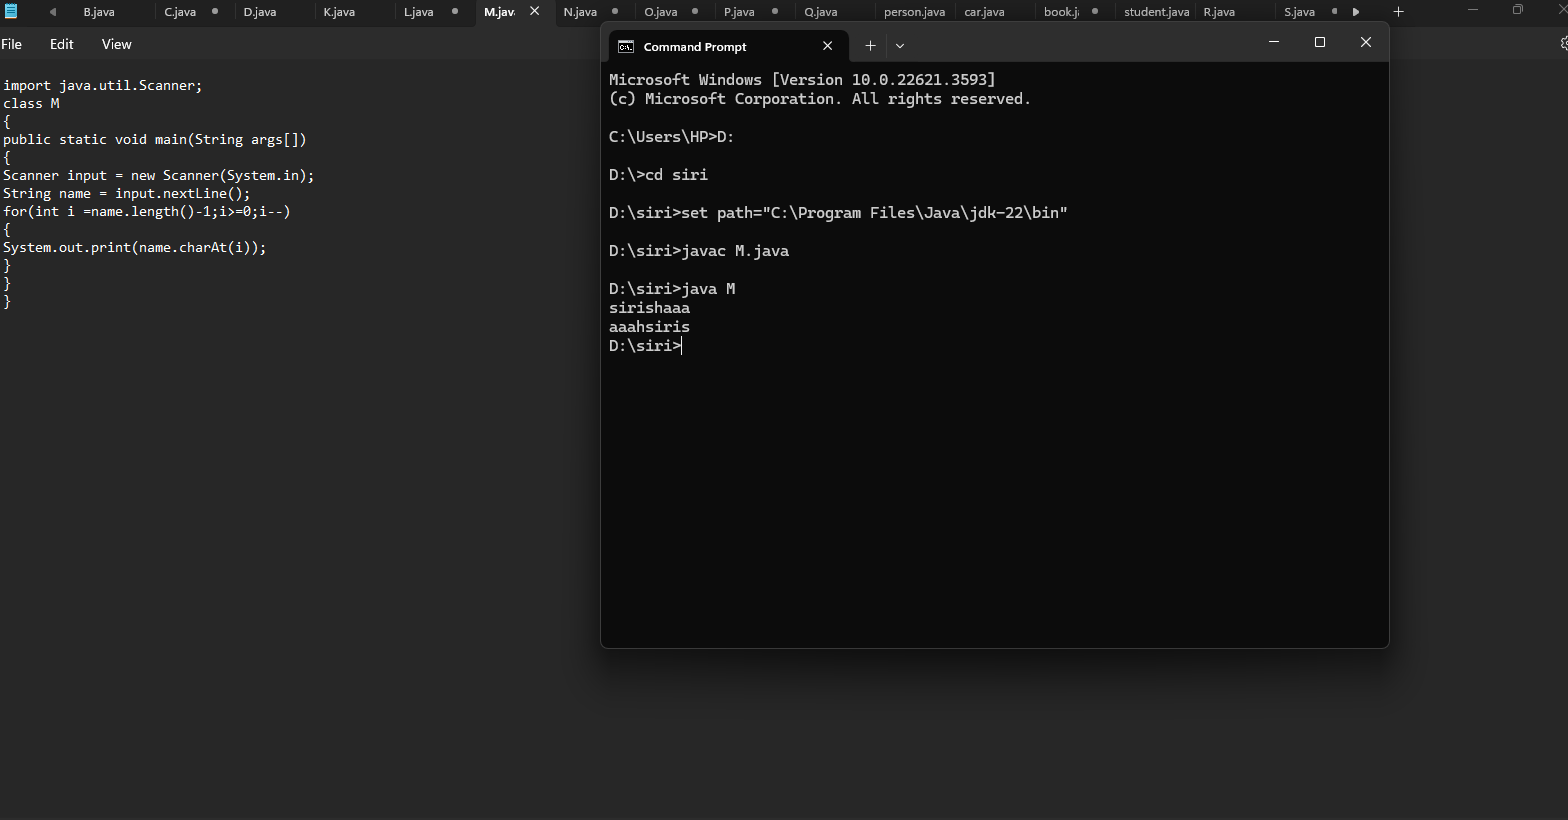 B.java C.java D.java K.java L.java M.jav N.java O.java P.java Q.java person.java car.java book.j student.java R.java S.java
File Edit View
import java.util.Scanner;
class M
{
public static void main(String args[])
{
Scanner input = new Scanner(System.in);
String name = input.nextLine();
for(int i =name.length()-1;i>=0;i--)
{
System.out.print(name.charAt(i));
}
}
}
Command Prompt
Microsoft Windows [Version 10.0.22621.3593]
(c) Microsoft Corporation. All rights reserved.
C:\Users\HP>D:
D:\>cd siri
D:\siri>set path="C:\Program Files\Java\jdk-22\bin"
D:\siri>javac M.java
D:\siri>java M
sirishaaa
aaahsiris
D:\siri>